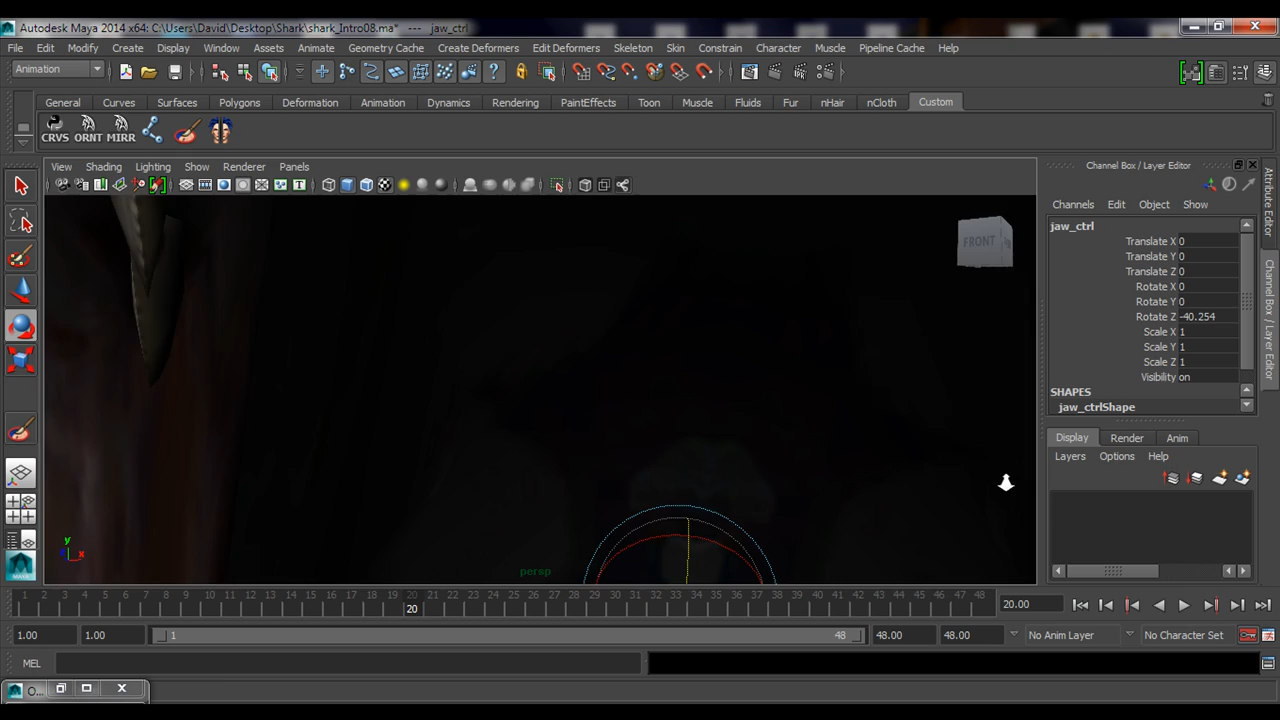 Autodesk Maya 2014 x64: C:\Users\David\Desktop\Shark\shark_Intro08.ma* --- jaw_ctrl
File Edit Modify Create Display Window Assets Animate Geometry Cache Create Deformers Edit Deformers Skeleton Skin Constrain Character Muscle Pipeline Cache Help
Animation
General Curves Surfaces Polygons Deformation Animation Dynamics Rendering PaintEffects Toon Muscle Fluids Fur nHair nCloth Custom
CRVS ORNT MIRR
View Shading Lighting Show Renderer Panels
Channel Box / Layer Editor
Channels Edit Object Show
jaw_ctrl
Translate X 0
Translate Y 0
Translate Z 0
Rotate X 0
Rotate Y 0
Rotate Z -40.254
Scale X 1
Scale Y 1
Scale Z 1
Visibility on
SHAPES
jaw_ctrlShape
Display Render Anim
Layers Options Help
Attribute Editor
Channel Box / Layer Editor
FRONT
y
x
persp
1 2 3 4 5 6 7 8 9 10 11 12 13 14 15 16 17 18 19 20 21 22 23 24 25 26 27 28 29 30 31 32 33 34 35 36 37 38 39 40 41 42 43 44 45 46 47 48
20
20.00
1.00 1.00 1 48 48.00 48.00 No Anim Layer No Character Set
MEL
O...